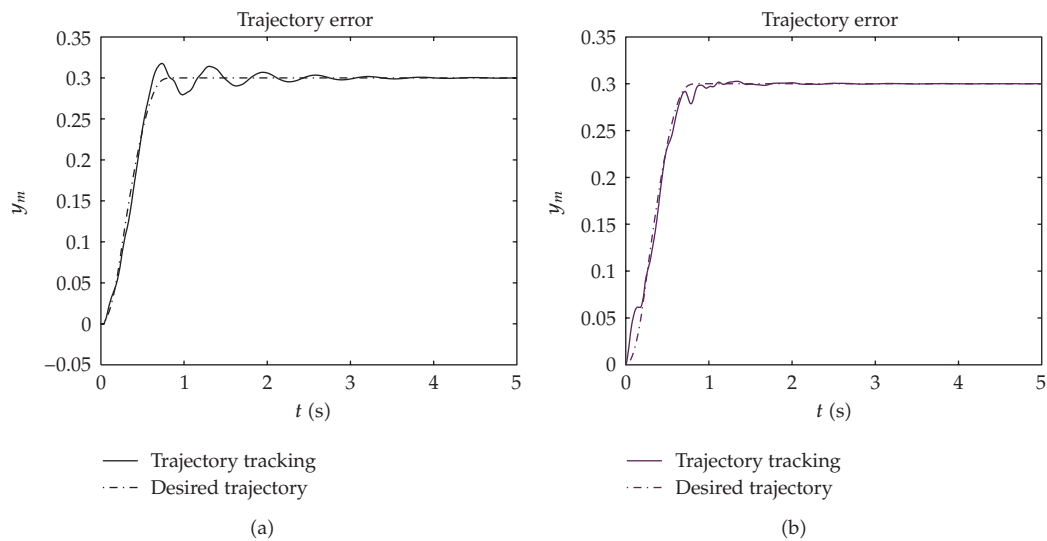 Trajectory error
0.35
0.3
0.25
0.2
0.15
0.1
0.05
0
−0.05
yₘ
0 1 2 3 4 5
t (s)
Trajectory tracking
Desired trajectory
(a)
Trajectory error
0.35
0.3
0.25
0.2
0.15
0.1
0.05
0
yₘ
0 1 2 3 4 5
t (s)
Trajectory tracking
Desired trajectory
(b)